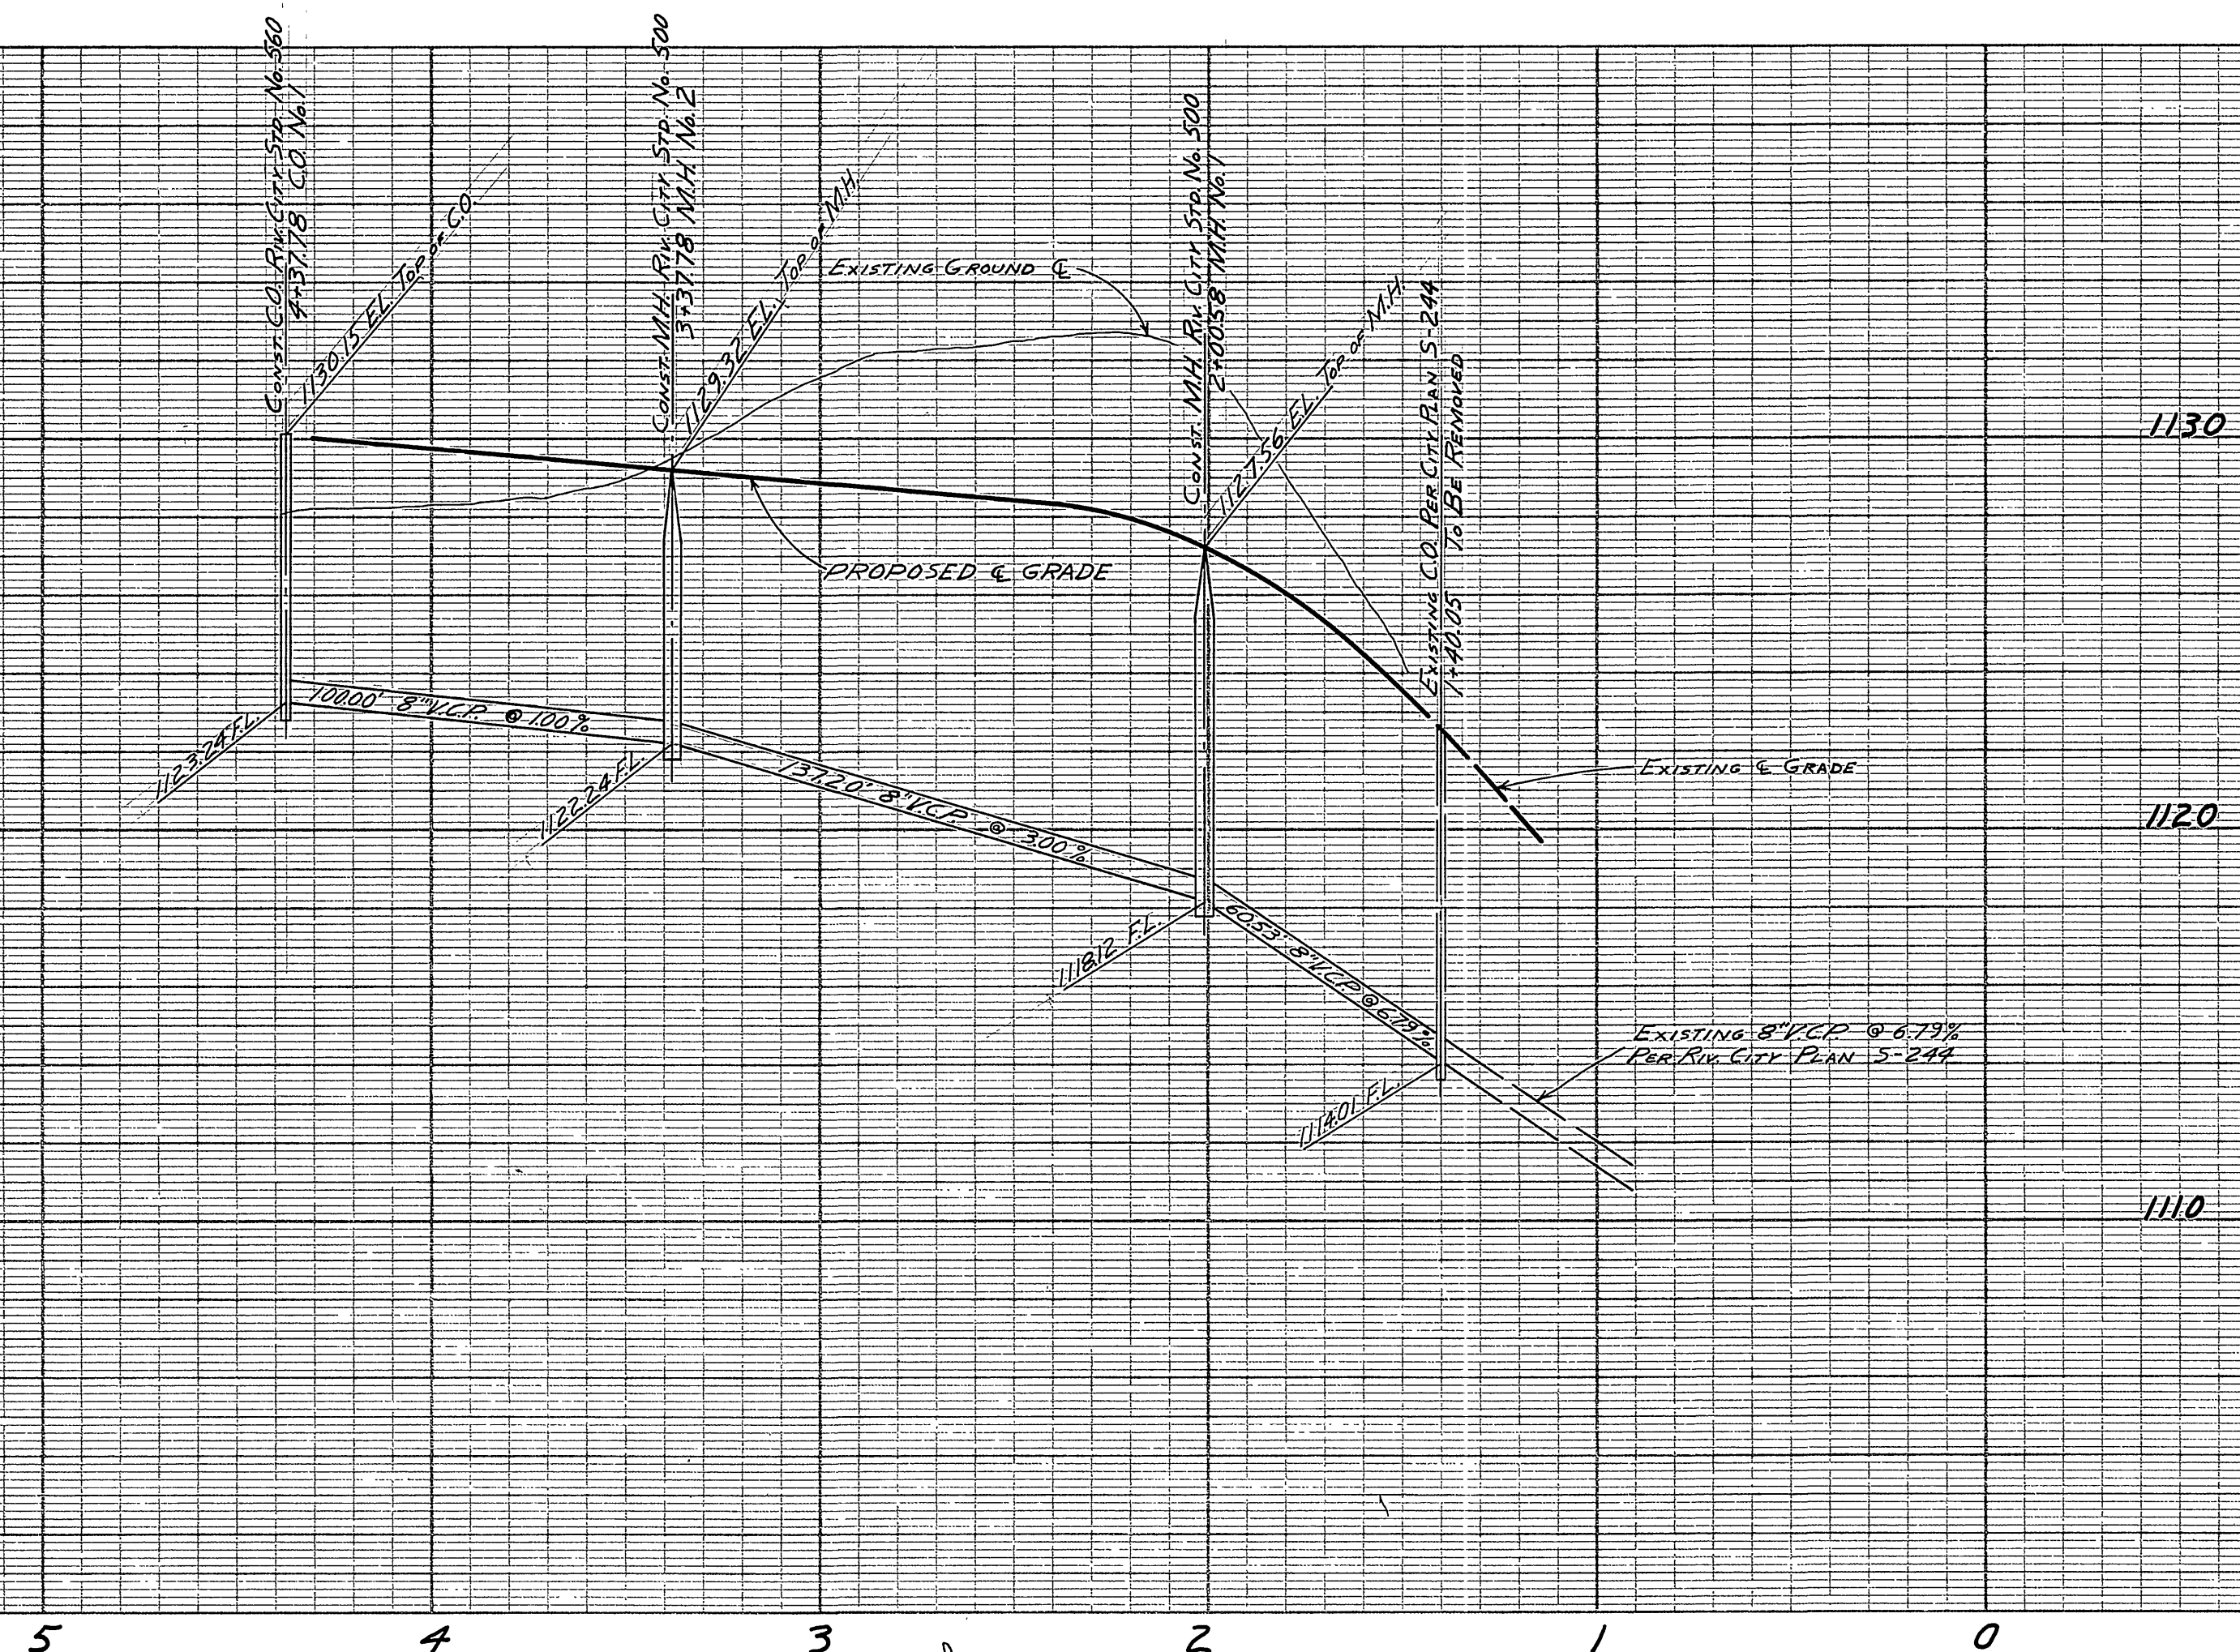 CONST. C.O. RIV. CITY STD. No. 560
4+37.78 C.O. No.1
1130.15 EL. TOP OF C.O.
CONST. M.H. RIV. CITY STD. No. 500
3+37.78 M.H. No.2
1129.32 EL. TOP OF M.H.
EXISTING GROUND ℄
CONST. M.H. RIV. CITY STD. No. 500
2+00.58 M.H. No.1
1127.56 EL. TOP OF M.H.
EXISTING C.O. PER CITY PLAN S-244
1+40.05 TO BE REMOVED
1130
PROPOSED ℄ GRADE
100.00' 8" V.C.P. @ 1.00%
1123.24 F.L.
1122.24 F.L.
137.20' 8" V.C.P. @ 3.00%
EXISTING ℄ GRADE
1120
1118.12 F.L.
60.53' 8" V.C.P. @ 6.79%
EXISTING 8" V.C.P. @ 6.79%
PER RIV. CITY PLAN S-244
1114.01 F.L.
1110
5 4 3 2 1 0